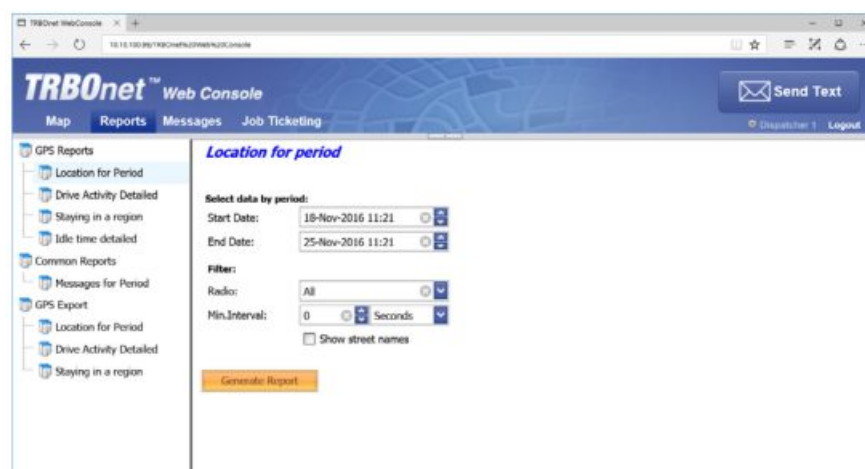 TRBOnet WebConsole
TRBOnet™ Web Console
Send Text
Map Reports Messages Job Ticketing
Dispatcher 1 Logout
GPS Reports
Location for Period
Drive Activity Detailed
Staying in a region
Idle time detailed
Common Reports
Messages for Period
GPS Export
Location for Period
Drive Activity Detailed
Staying in a region
Location for period
Select data by period:
Start Date: 18-Nov-2016 11:21
End Date: 25-Nov-2016 11:21
Filter:
Radio: All
Min.Interval: 0 Seconds
Show street names
Generate Report